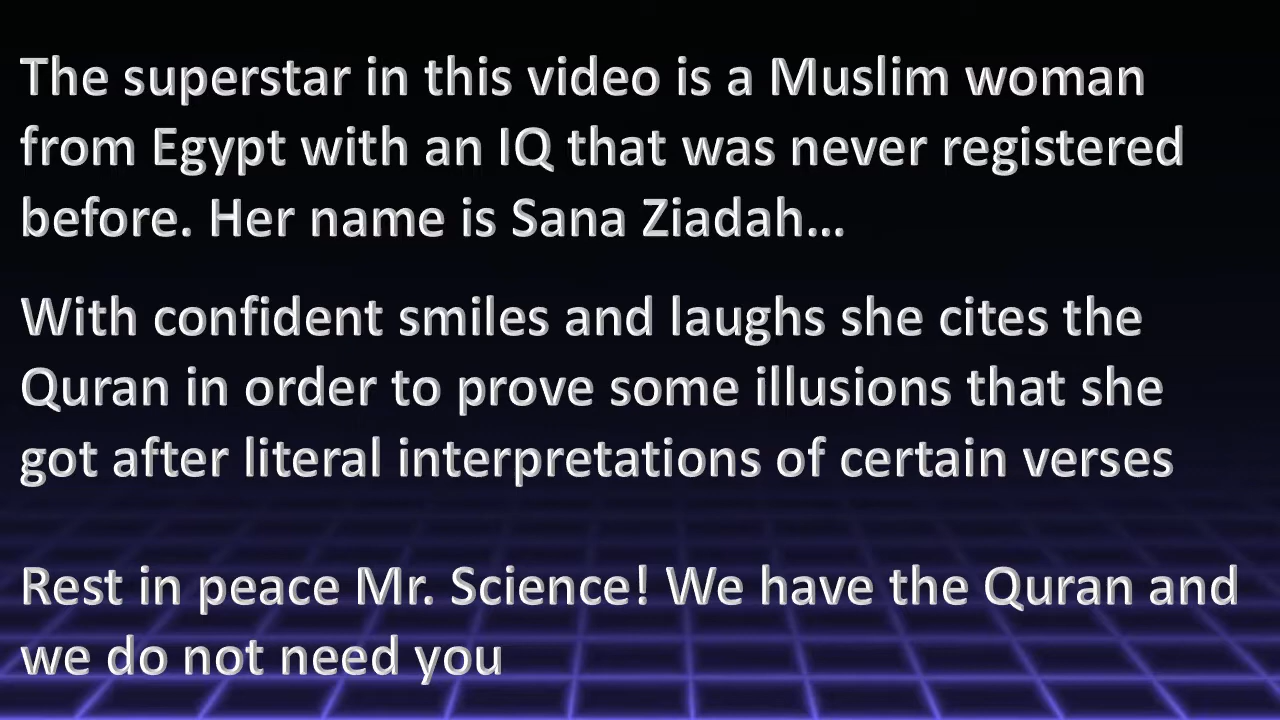 The superstar in this video is a Muslim woman
from Egypt with an IQ that was never registered
before. Her name is Sana Ziadah...
With confident smiles and laughs she cites the
Quran in order to prove some illusions that she
got after literal interpretations of certain verses
Rest in peace Mr. Science! We have the Quran and
we do not need you